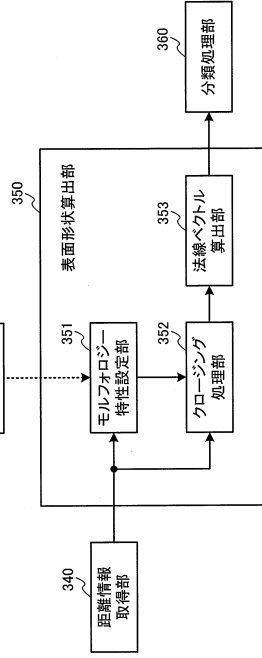 340
距離情報
取得部
350
表面形状算出部
351
モルフォロジー
特性設定部
352
クロージング
処理部
353
法線ベクトル
算出部
360
分類処理部